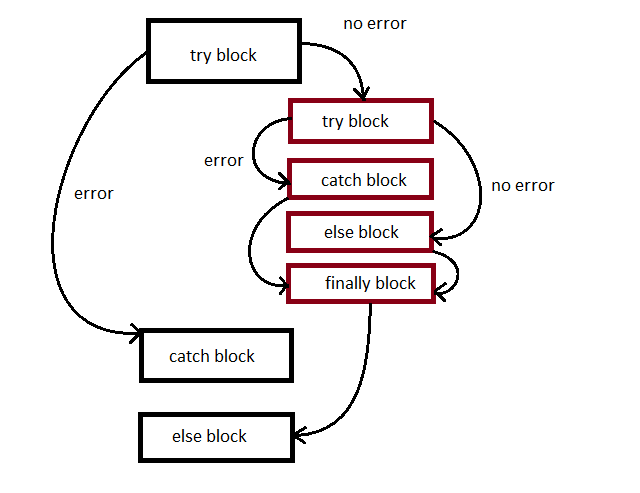 no error
try block
try block
error
catch block
no error
error
else block
finally block
catch block
else block